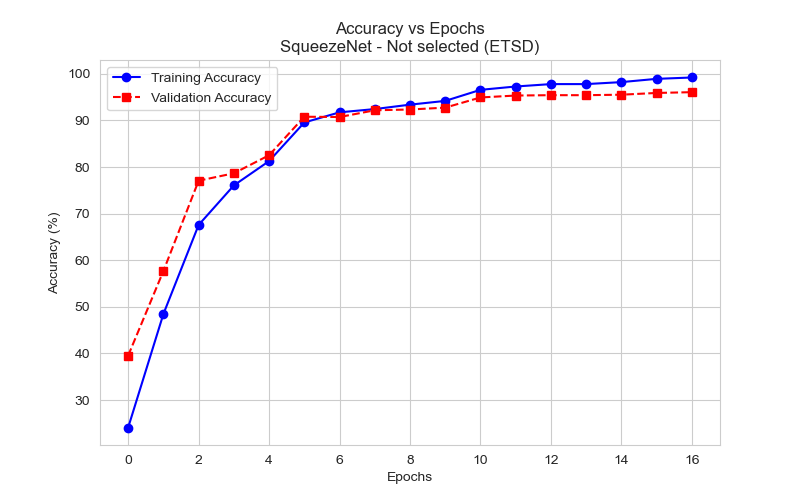 Accuracy vs Epochs
SqueezeNet - Not selected (ETSD)
Training Accuracy
Validation Accuracy
100
90
80
70
60
50
40
30
Accuracy (%)
0 2 4 6 8 10 12 14 16
Epochs